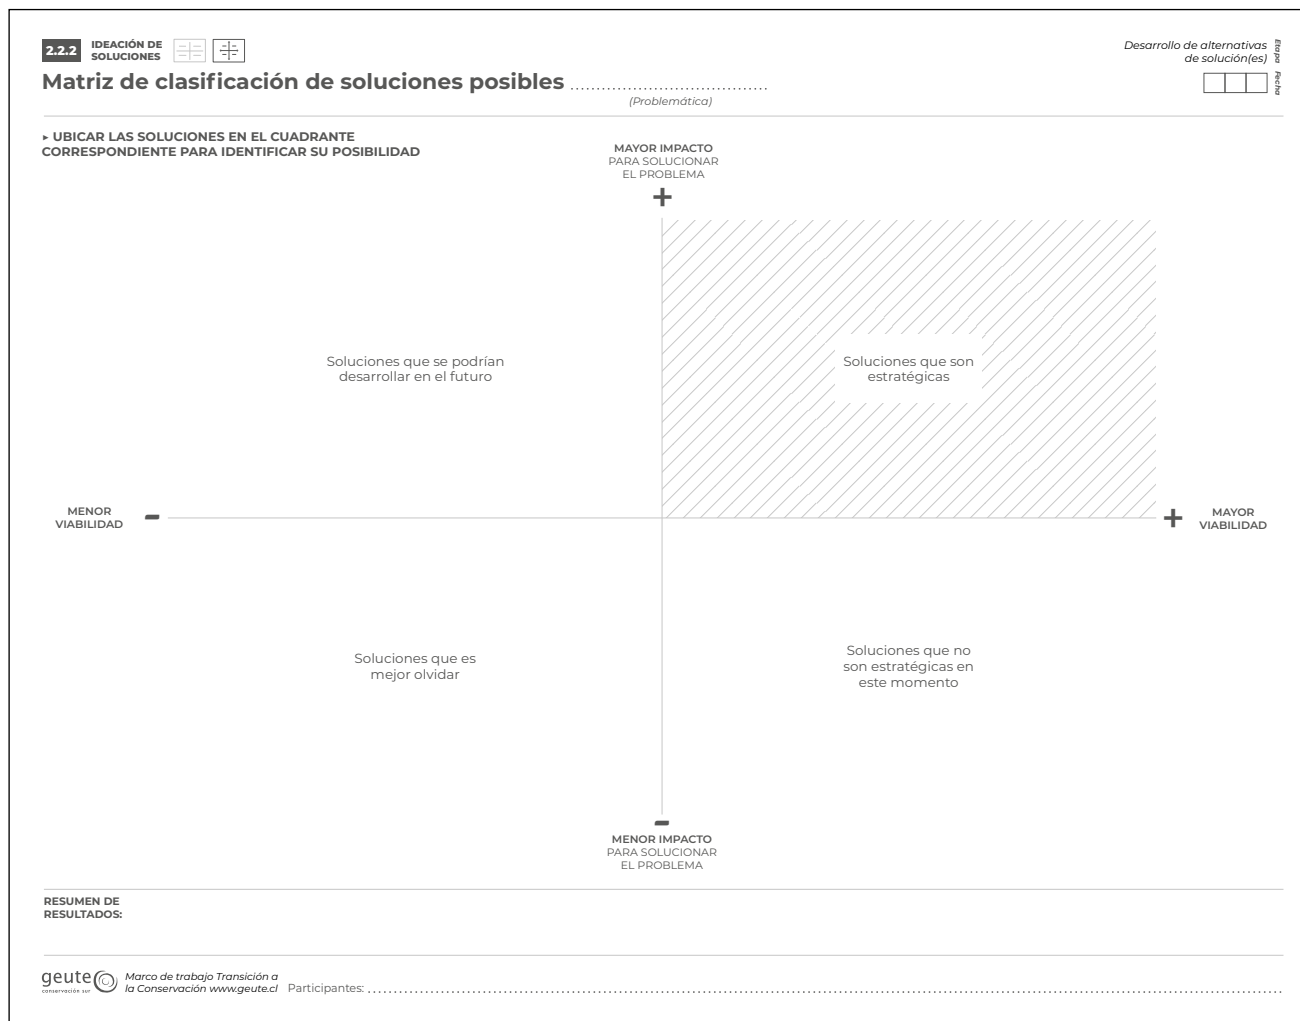 2.2.2 IDEACIÓN DE
SOLUCIONES
Desarrollo de alternativas
de solución(es)
Etapa
Fecha
Matriz de clasificación de soluciones posibles ....................................
(Problemática)
▸ UBICAR LAS SOLUCIONES EN EL CUADRANTE
CORRESPONDIENTE PARA IDENTIFICAR SU POSIBILIDAD
MAYOR IMPACTO
PARA SOLUCIONAR
EL PROBLEMA
+
Soluciones que se podrían
desarrollar en el futuro
Soluciones que son
estratégicas
MENOR
VIABILIDAD
-
+
MAYOR
VIABILIDAD
Soluciones que es
mejor olvidar
Soluciones que no
son estratégicas en
este momento
-
MENOR IMPACTO
PARA SOLUCIONAR
EL PROBLEMA
RESUMEN DE
RESULTADOS:
geute
conservación sur
Marco de trabajo Transición a
la Conservación www.geute.cl
Participantes: ....................................